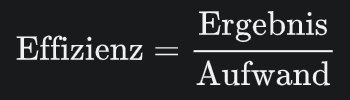 Effizienz = Ergebnis / Aufwand